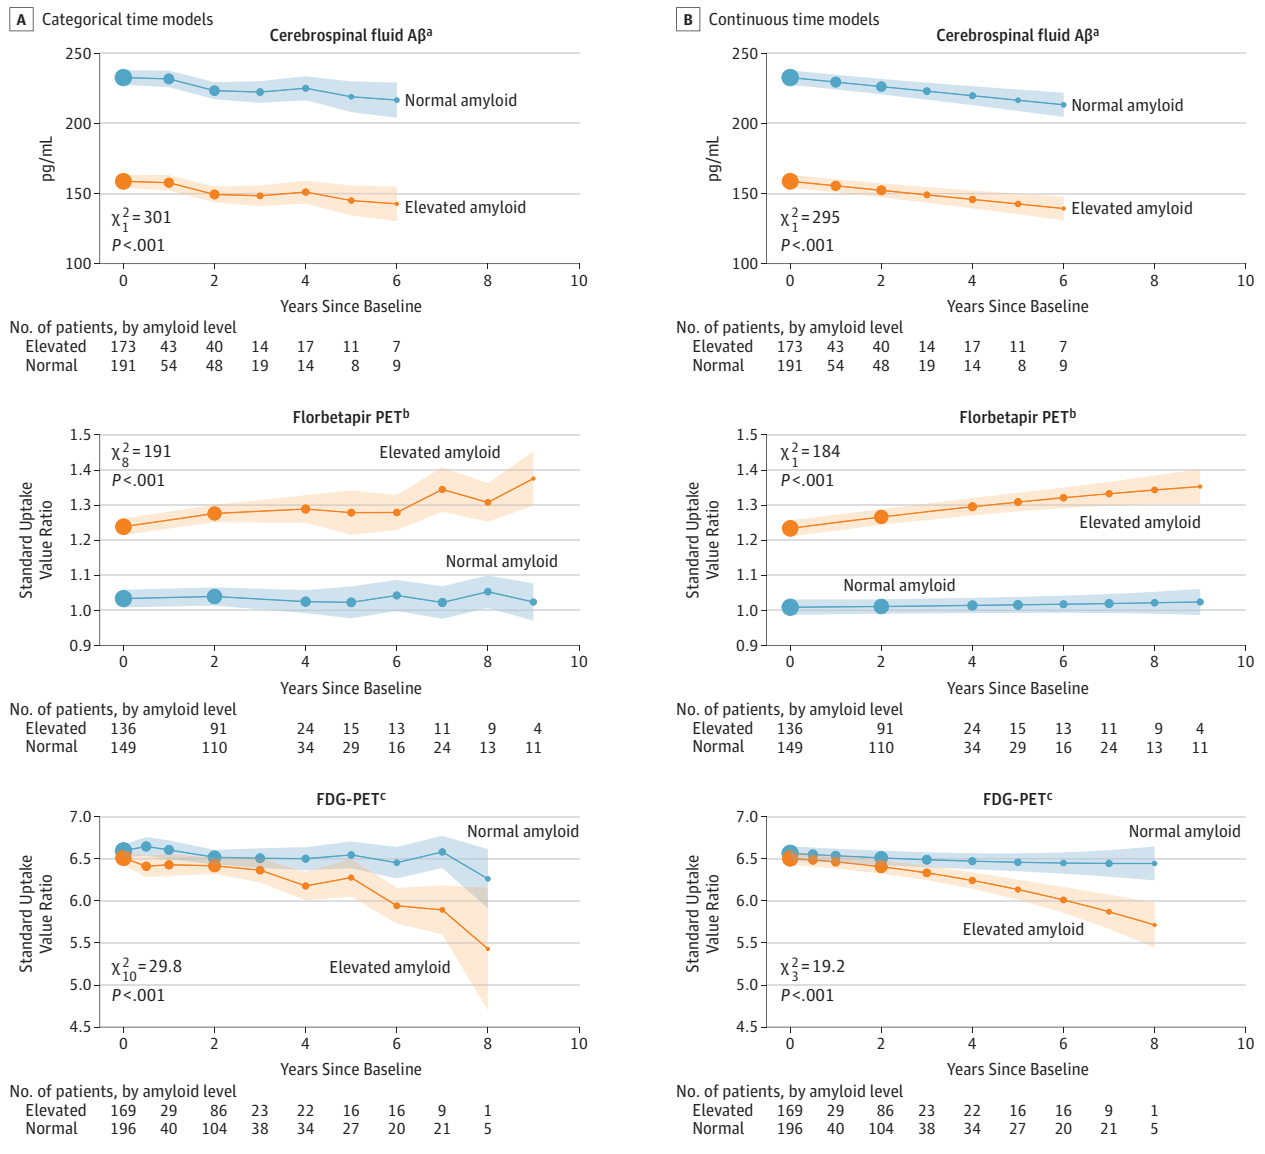 A Categorical time models
Cerebrospinal fluid Aβa
250
200
150
100
pg/mL
Normal amyloid
Elevated amyloid
χ21 = 301
P <.001
0 2 4 6 8 10
Years Since Baseline
No. of patients, by amyloid level
Elevated 173 43 40 14 17 11 7
Normal 191 54 48 19 14 8 9
Florbetapir PETb
1.5
1.4
1.3
1.2
1.1
1.0
0.9
Standard Uptake
Value Ratio
χ28 = 191
P <.001
Elevated amyloid
Normal amyloid
0 2 4 6 8 10
Years Since Baseline
No. of patients, by amyloid level
Elevated 136 91 24 15 13 11 9 4
Normal 149 110 34 29 16 24 13 11
FDG-PETc
7.0
6.5
6.0
5.5
5.0
4.5
Standard Uptake
Value Ratio
Normal amyloid
Elevated amyloid
χ210 = 29.8
P <.001
0 2 4 6 8 10
Years Since Baseline
No. of patients, by amyloid level
Elevated 169 29 86 23 22 16 16 9 1
Normal 196 40 104 38 34 27 20 21 5
B Continuous time models
Cerebrospinal fluid Aβa
250
200
150
100
pg/mL
Normal amyloid
Elevated amyloid
χ21 = 295
P <.001
0 2 4 6 8 10
Years Since Baseline
No. of patients, by amyloid level
Elevated 173 43 40 14 17 11 7
Normal 191 54 48 19 14 8 9
Florbetapir PETb
1.5
1.4
1.3
1.2
1.1
1.0
0.9
Standard Uptake
Value Ratio
χ21 = 184
P <.001
Elevated amyloid
Normal amyloid
0 2 4 6 8 10
Years Since Baseline
No. of patients, by amyloid level
Elevated 136 91 24 15 13 11 9 4
Normal 149 110 34 29 16 24 13 11
FDG-PETc
7.0
6.5
6.0
5.5
5.0
4.5
Standard Uptake
Value Ratio
Normal amyloid
Elevated amyloid
χ23 = 19.2
P <.001
0 2 4 6 8 10
Years Since Baseline
No. of patients, by amyloid level
Elevated 169 29 86 23 22 16 16 9 1
Normal 196 40 104 38 34 27 20 21 5